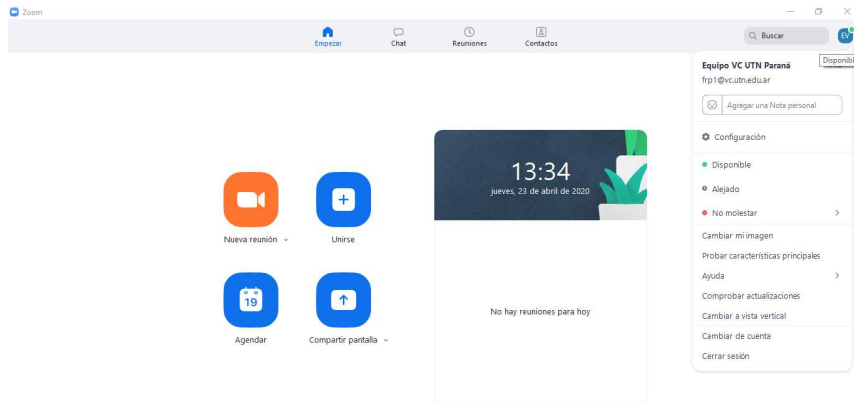 Zoom
Empezar
Chat
Reuniones
Contactos
Buscar
EV
Disponibl
Equipo VC UTN Paraná
frp1@vc.utn.edu.ar
Agregar una Nota personal
Configuración
Disponible
Alejado
No molestar
Cambiar mi imagen
Probar características principales
Ayuda
Comprobar actualizaciones
Cambiar a vista vertical
Cambiar de cuenta
Cerrar sesión
13:34
jueves, 23 de abril de 2020
No hay reuniones para hoy
Nueva reunión
Unirse
19
Agendar
Compartir pantalla